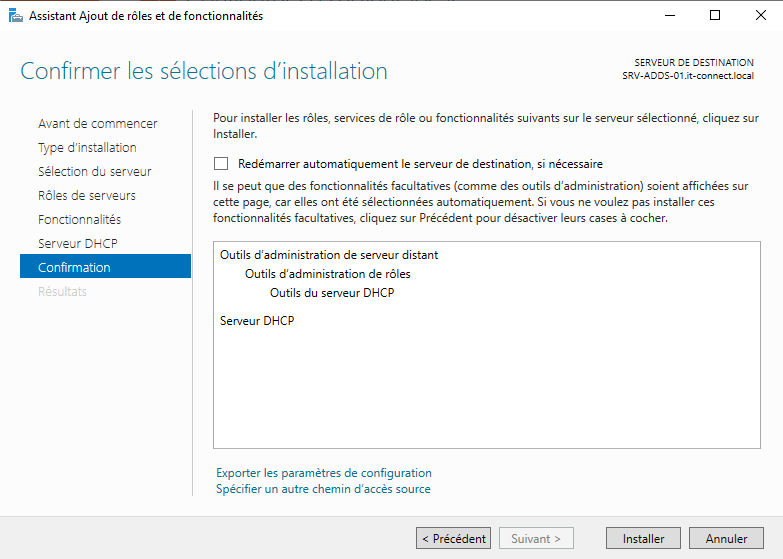 Assistant Ajout de rôles et de fonctionnalités
Confirmer les sélections d'installation
SERVEUR DE DESTINATION
SRV-ADDS-01.it-connect.local
Avant de commencer
Type d'installation
Sélection du serveur
Rôles de serveurs
Fonctionnalités
Serveur DHCP
Confirmation
Résultats
Pour installer les rôles, services de rôle ou fonctionnalités suivants sur le serveur sélectionné, cliquez sur
Installer.
Redémarrer automatiquement le serveur de destination, si nécessaire
Il se peut que des fonctionnalités facultatives (comme des outils d'administration) soient affichées sur
cette page, car elles ont été sélectionnées automatiquement. Si vous ne voulez pas installer ces
fonctionnalités facultatives, cliquez sur Précédent pour désactiver leurs cases à cocher.
Outils d'administration de serveur distant
Outils d'administration de rôles
Outils du serveur DHCP
Serveur DHCP
Exporter les paramètres de configuration
Spécifier un autre chemin d'accès source
< Précédent
Suivant >
Installer
Annuler